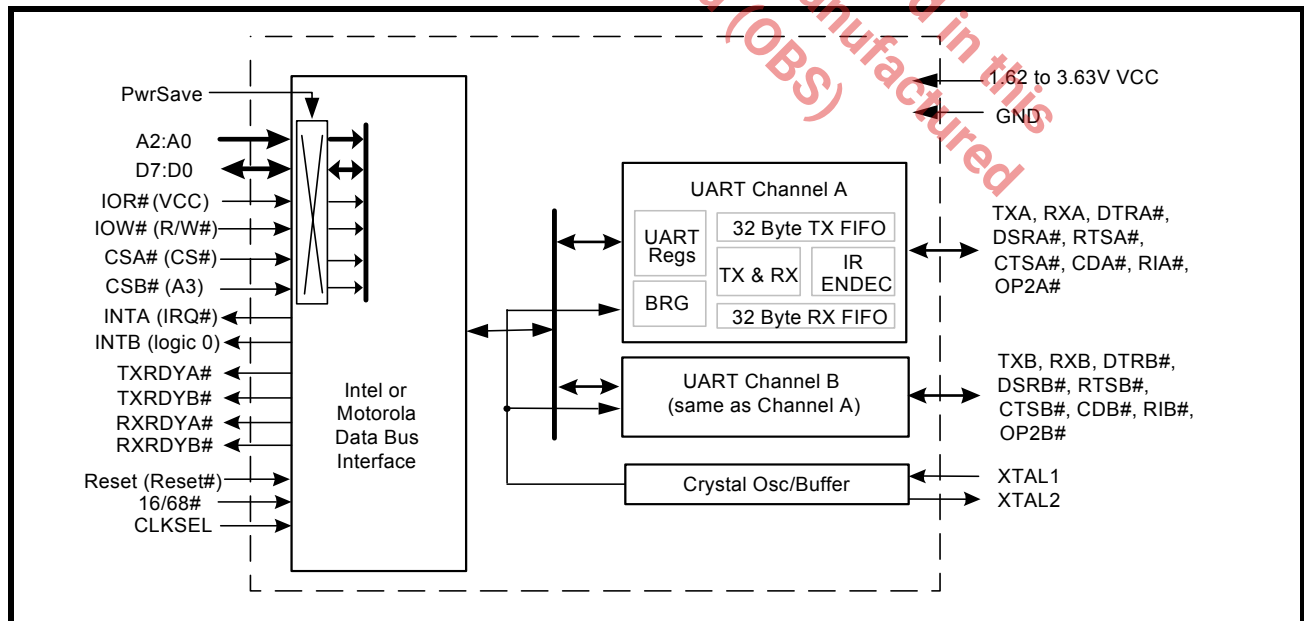 d in this
anufactured
(OBS)
1.62 to 3.63V VCC
GND
PwrSave
A2:A0
D7:D0
IOR# (VCC)
IOW# (R/W#)
CSA# (CS#)
CSB# (A3)
INTA (IRQ#)
INTB (logic 0)
TXRDYA#
TXRDYB#
RXRDYA#
RXRDYB#
Reset (Reset#)
16/68#
CLKSEL
Intel or
Motorola
Data Bus
Interface
UART Channel A
UART
Regs
BRG
32 Byte TX FIFO
TX & RX
IR
ENDEC
32 Byte RX FIFO
UART Channel B
(same as Channel A)
Crystal Osc/Buffer
TXA, RXA, DTRA#,
DSRA#, RTSA#,
CTSA#, CDA#, RIA#,
OP2A#
TXB, RXB, DTRB#,
DSRB#, RTSB#,
CTSB#, CDB#, RIB#,
OP2B#
XTAL1
XTAL2